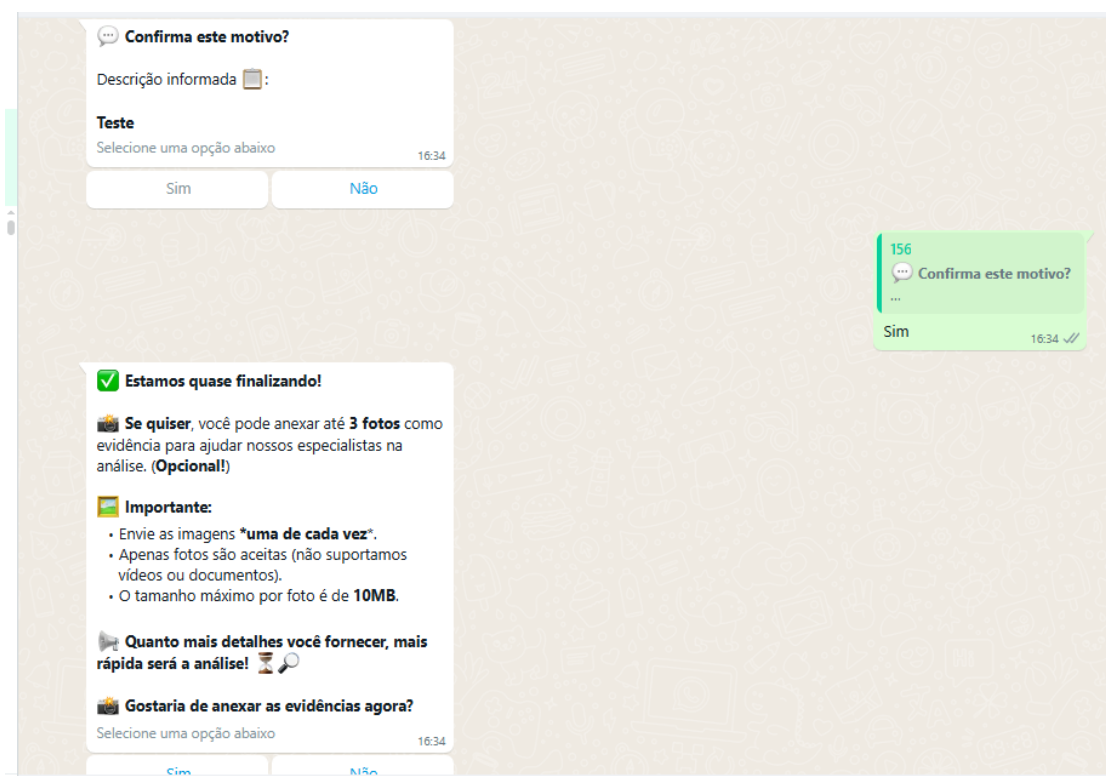 💬 Confirma este motivo?
Descrição informada 📋:
Teste
Selecione uma opção abaixo
16:34
Sim
Não
156
💬 Confirma este motivo?
...
Sim
16:34
✅ Estamos quase finalizando!
📸 Se quiser, você pode anexar até 3 fotos como
evidência para ajudar nossos especialistas na
análise. (Opcional!)
🖼️ Importante:
• Envie as imagens *uma de cada vez*.
• Apenas fotos são aceitas (não suportamos
vídeos ou documentos).
• O tamanho máximo por foto é de 10MB.
📢 Quanto mais detalhes você fornecer, mais
rápida será a análise! ⏳🔎
📸 Gostaria de anexar as evidências agora?
Selecione uma opção abaixo
16:34
Sim
Não